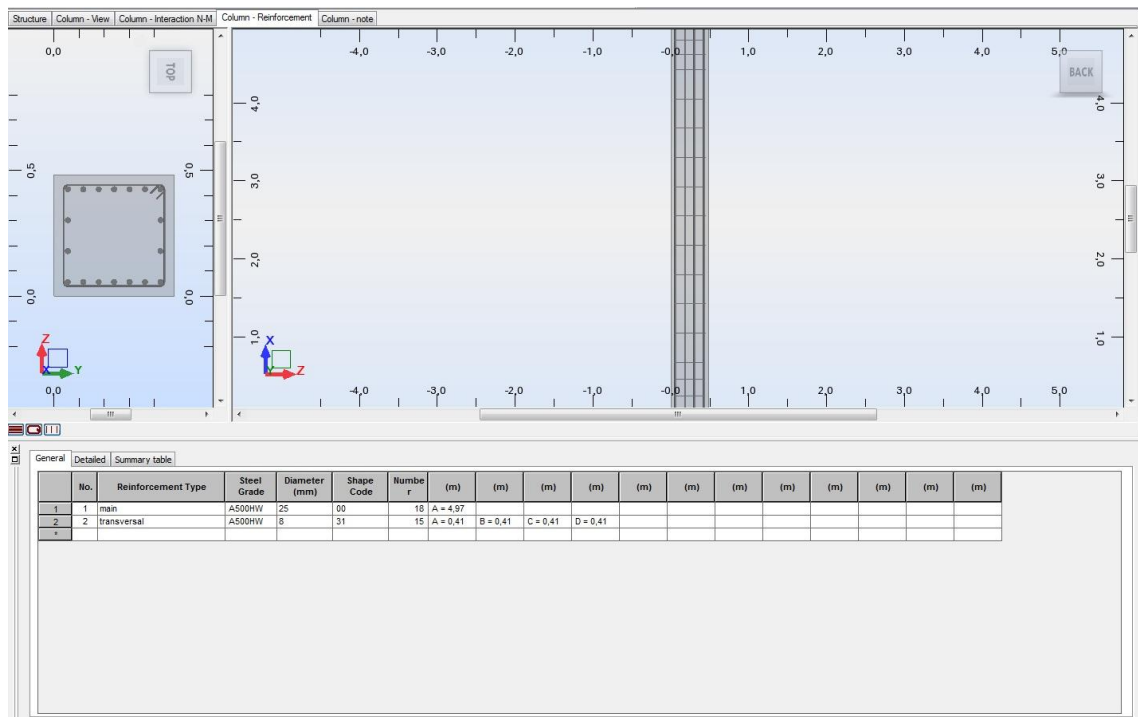 Structure Column - View Column - Interaction N-M Column - Reinforcement Column - note
0,0
TOP
0,5 0,5
0,0 0,0
Z
X Y
0,0
-4,0 -3,0 -2,0 -1,0 -0,0 1,0 2,0 3,0 4,0 5,0
BACK
4,0 4,0
3,0 3,0
2,0 2,0
1,0 1,0
X
Y Z
-4,0 -3,0 -2,0 -1,0 -0,0 1,0 2,0 3,0 4,0 5,0
General Detailed Summary table
No. Reinforcement Type Steel Grade Diameter (mm) Shape Code Numbe r (m) (m) (m) (m) (m) (m) (m) (m) (m) (m) (m)
1 1 main A500HW 25 00 18 A = 4,97
2 2 transversal A500HW 8 31 15 A = 0,41 B = 0,41 C = 0,41 D = 0,41
*